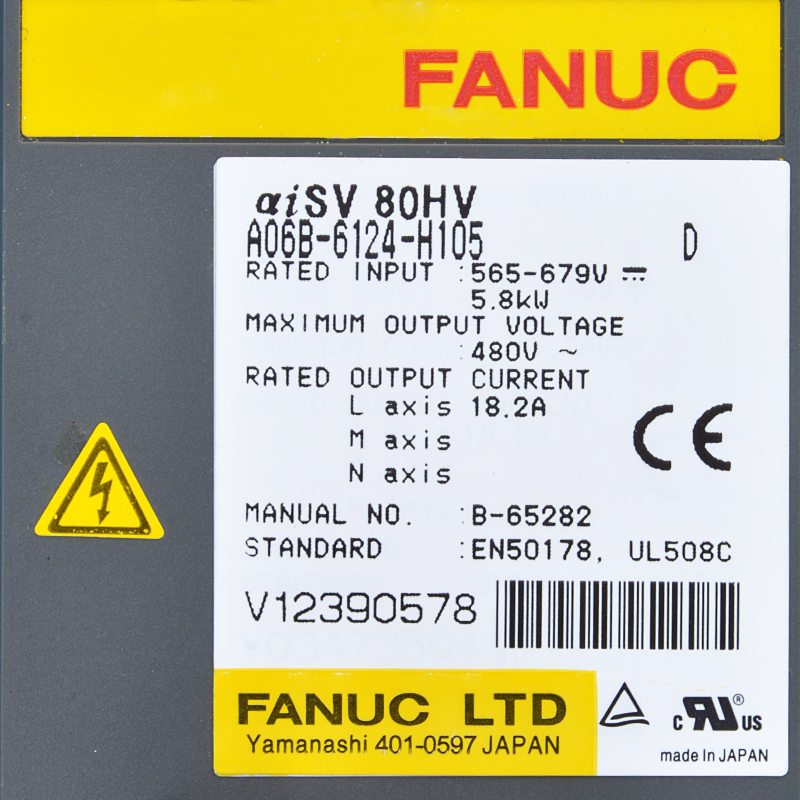 FANUC
αiSV 80HV
A06B-6124-H105 D
RATED INPUT :565-679V ⎓
5.8kW
MAXIMUM OUTPUT VOLTAGE
:480V ~
RATED OUTPUT CURRENT
L axis 18.2A
M axis
N axis
CE
MANUAL NO. :B-65282
STANDARD :EN50178, UL508C
V12390578
FANUC LTD
Yamanashi 401-0597 JAPAN
c RU ® US
made in JAPAN